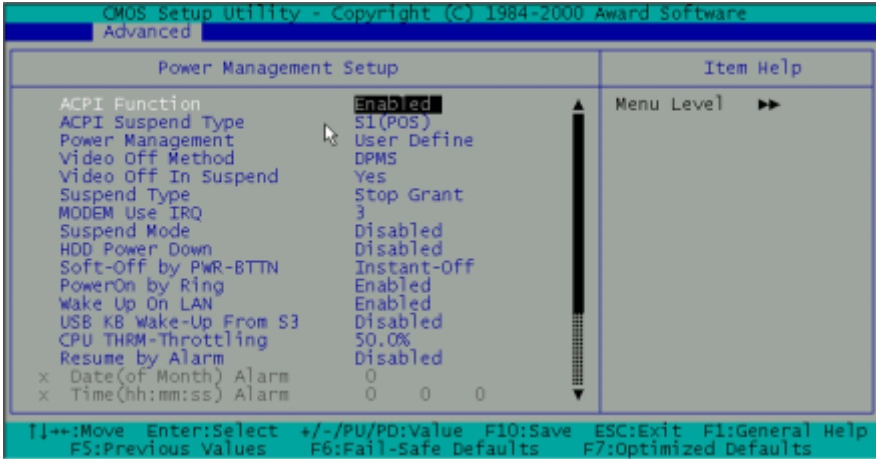 CMOS Setup Utility - Copyright (C) 1984-2000 Award Software
Advanced
Power Management Setup
Item Help
ACPI Function Enabled
Menu Level ►►
ACPI Suspend Type S1(POS)
Power Management User Define
Video Off Method DPMS
Video Off In Suspend Yes
Suspend Type Stop Grant
MODEM Use IRQ 3
Suspend Mode Disabled
HDD Power Down Disabled
Soft-Off by PWR-BTTN Instant-Off
PowerOn by Ring Enabled
Wake Up On LAN Enabled
USB KB Wake-Up From S3 Disabled
CPU THRM-Throttling 50.0%
Resume by Alarm Disabled
x Date(of Month) Alarm 0
x Time(hh:mm:ss) Alarm 0 0 0
↑↓→←:Move Enter:Select +/-/PU/PD:Value F10:Save ESC:Exit F1:General Help
F5:Previous Values F6:Fail-Safe Defaults F7:Optimized Defaults